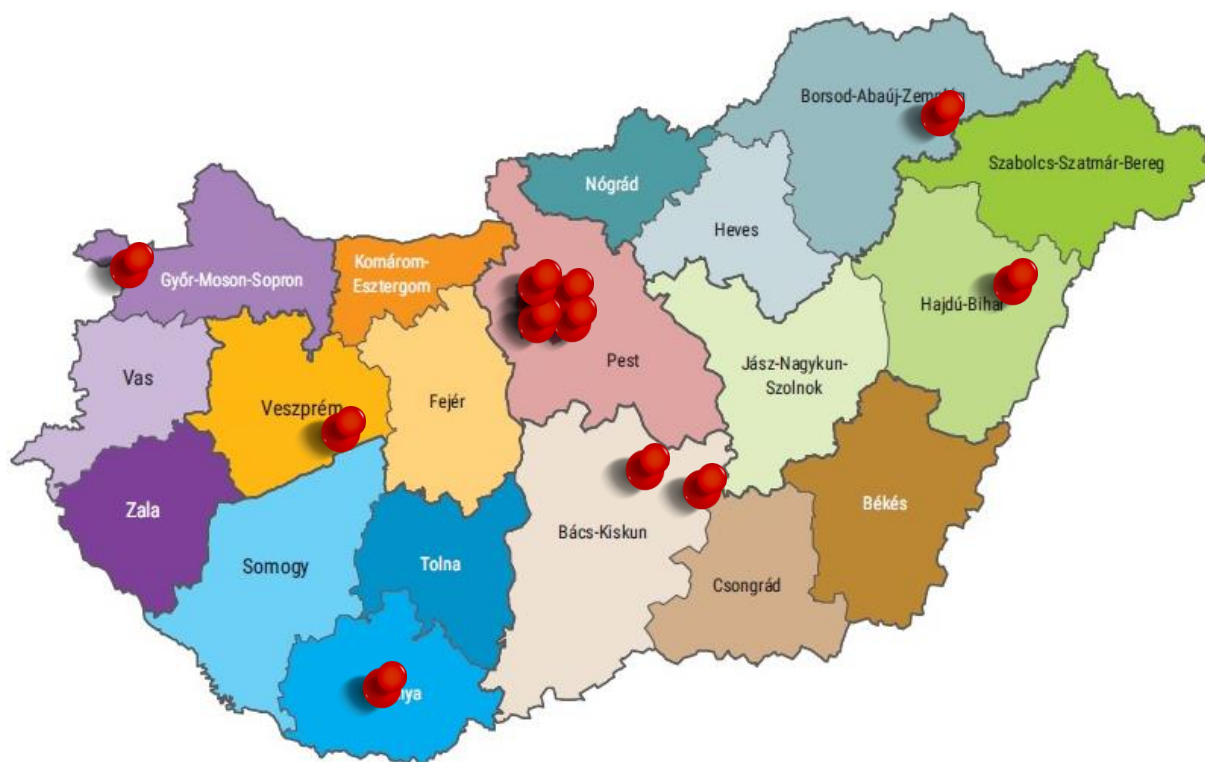 Borsod-Abaúj-Zemplén
Szabolcs-Szatmár-Bereg
Nógrád
Heves
Győr-Moson-Sopron
Komárom-
Esztergom
Hajdú-Bihar
Pest
Jász-Nagykun-
Szolnok
Vas
Veszprém
Fejér
Zala
Békés
Bács-Kiskun
Somogy
Tolna
Csongrád